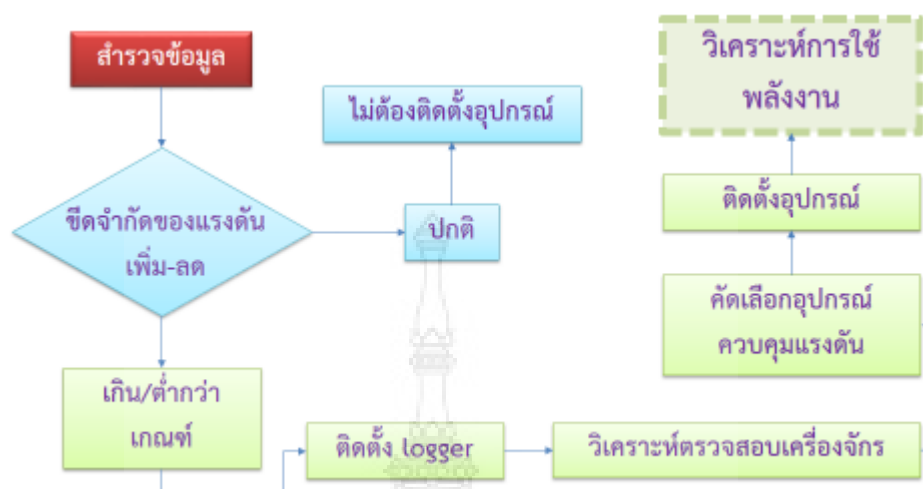 สำรวจข้อมูล
วิเคราะห์การใช้
พลังงาน
ไม่ต้องติดตั้งอุปกรณ์
ติดตั้งอุปกรณ์
ขีดจำกัดของแรงดัน
เพิ่ม-ลด
ปกติ
คัดเลือกอุปกรณ์
ควบคุมแรงดัน
เกิน/ต่ำกว่า
เกณฑ์
ติดตั้ง logger
วิเคราะห์ตรวจสอบเครื่องจักร